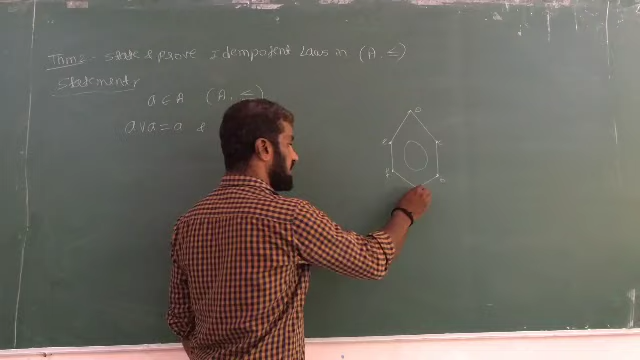 Thm: State & prove Idempotent Laws in (A, ≤)
Statement,
a ∈ A (A, ≤)
a ∨ a = a &